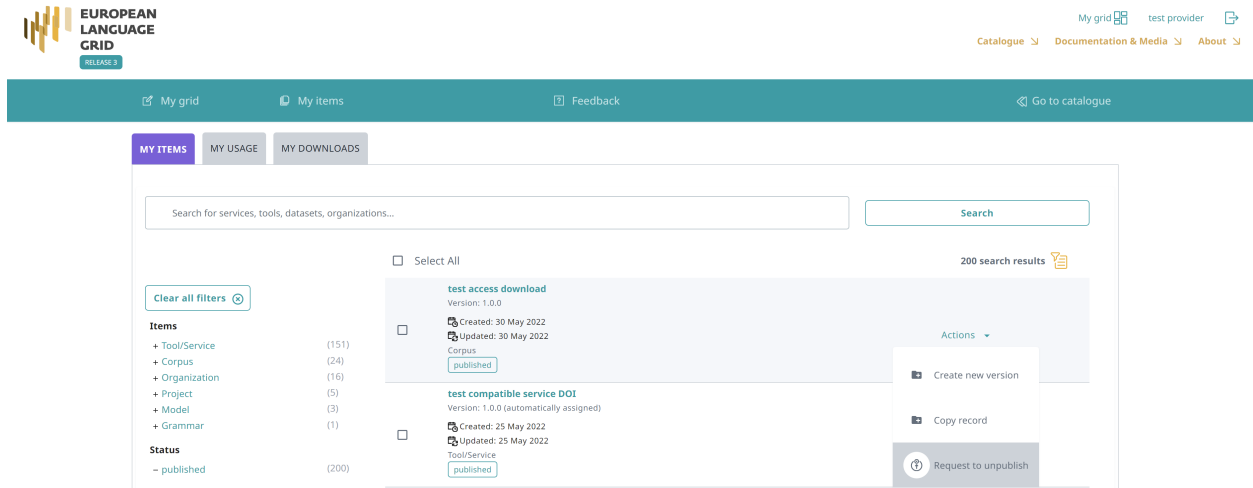 EUROPEAN
LANGUAGE
GRID
RELEASE 3
My grid test provider
Catalogue Documentation & Media About
My grid My items Feedback Go to catalogue
MY ITEMS MY USAGE MY DOWNLOADS
Search for services, tools, datasets, organizations... Search
Select All 200 search results
Clear all filters
Items
+ Tool/Service (151)
+ Corpus (24)
+ Organization (16)
+ Project (5)
+ Model (3)
+ Grammar (1)
Status
– published (200)
test access download
Version: 1.0.0
Created: 30 May 2022
Updated: 30 May 2022
Corpus
published
Actions
Create new version
Copy record
Request to unpublish
test compatible service DOI
Version: 1.0.0 (automatically assigned)
Created: 25 May 2022
Updated: 25 May 2022
Tool/Service
published